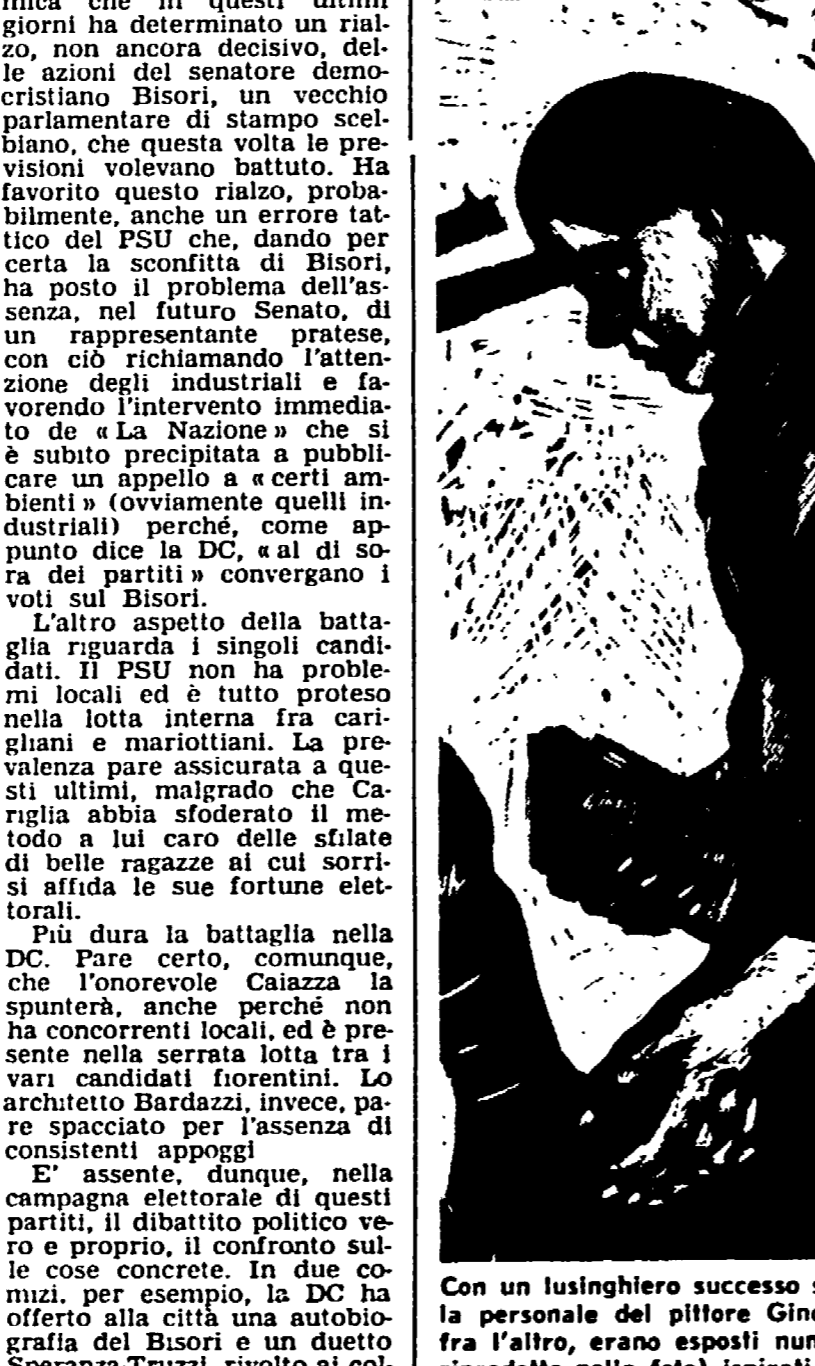 mica che in questi ultimi
giorni ha determinato un rial-
zo, non ancora decisivo, del-
le azioni del senatore demo-
cristiano Bisori, un vecchio
parlamentare di stampo scel-
biano, che questa volta le pre-
visioni volevano battuto. Ha
favorito questo rialzo, proba-
bilmente, anche un errore tat-
tico del PSU che, dando per
certa la sconfitta di Bisori,
ha posto il problema dell'as-
senza, nel futuro Senato, di
un rappresentante pratese,
con ciò richiamando l'atten-
zione degli industriali e fa-
vorendo l'intervento immedia-
to de « La Nazione » che si
è subito precipitata a pubbli-
care un appello a « certi am-
bienti » (ovviamente quelli in-
dustriali) perché, come ap-
punto dice la DC, « al di so-
ra dei partiti » convergano i
voti sul Bisori.
L'altro aspetto della batta-
glia riguarda i singoli candi-
dati. Il PSU non ha proble-
mi locali ed è tutto proteso
nella lotta interna fra cari-
gliani e mariottiani. La pre-
valenza pare assicurata a que-
sti ultimi, malgrado che Ca-
riglia abbia sfoderato il me-
todo a lui caro delle sfilate
di belle ragazze ai cui sorri-
si affida le sue fortune elet-
torali.
Più dura la battaglia nella
DC. Pare certo, comunque,
che l'onorevole Caiazza la
spunterà, anche perché non
ha concorrenti locali, ed è pre-
sente nella serrata lotta tra i
vari candidati fiorentini. Lo
architetto Bardazzi, invece, pa-
re spacciato per l'assenza di
consistenti appoggi
E' assente, dunque, nella
campagna elettorale di questi
partiti, il dibattito politico ve-
ro e proprio, il confronto sul-
le cose concrete. In due co-
mizi, per esempio, la DC ha
offerto alla città una autobio-
grafia del Bisori e un duetto
Speranza-Truzzi, rivolto ai col-
Con un lusinghiero successo
la personale del pittore
fra l'altro, erano esposti